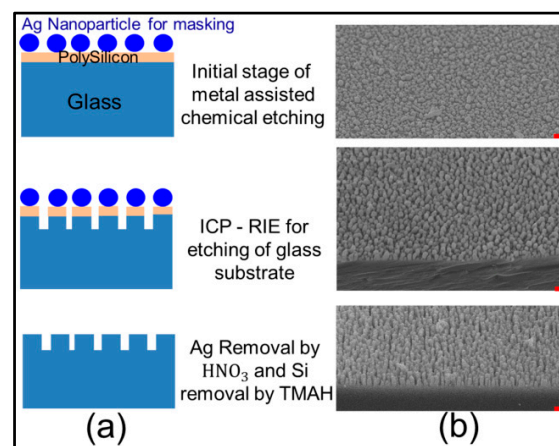 Ag Nanoparticle for masking
PolySilicon
Glass
Initial stage of
metal assisted
chemical etching
ICP - RIE for
etching of glass
substrate
Ag Removal by
HNO₃ and Si
removal by TMAH
(a)
(b)